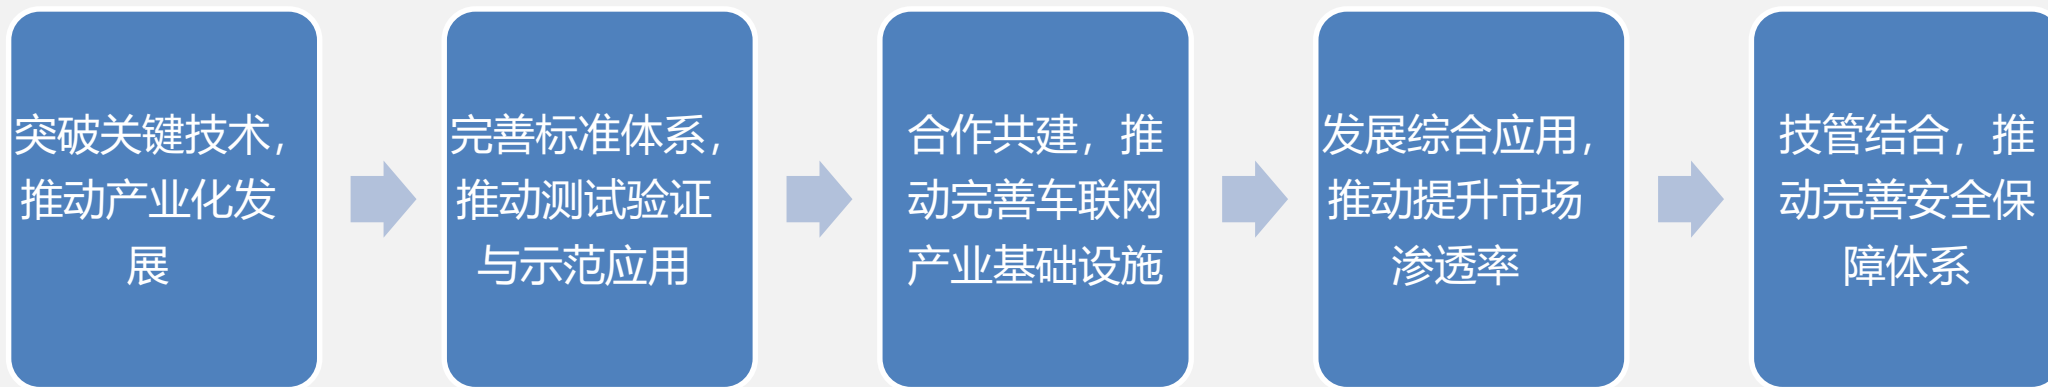 突破关键技术，
推动产业化发
展
完善标准体系，
推动测试验证
与示范应用
合作共建，推
动完善车联网
产业基础设施
发展综合应用，
推动提升市场
渗透率
技管结合，推
动完善安全保
障体系